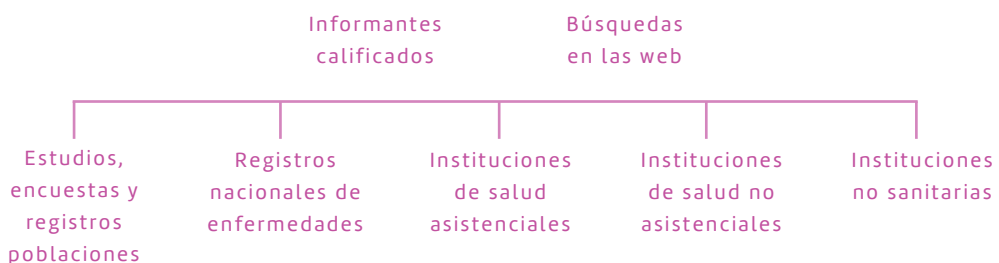 Informantes
calificados
Búsquedas
en las web
Estudios,
encuestas y
registros
poblaciones
Registros
nacionales de
enfermedades
Instituciones
de salud
asistenciales
Instituciones
de salud no
asistenciales
Instituciones
no sanitarias